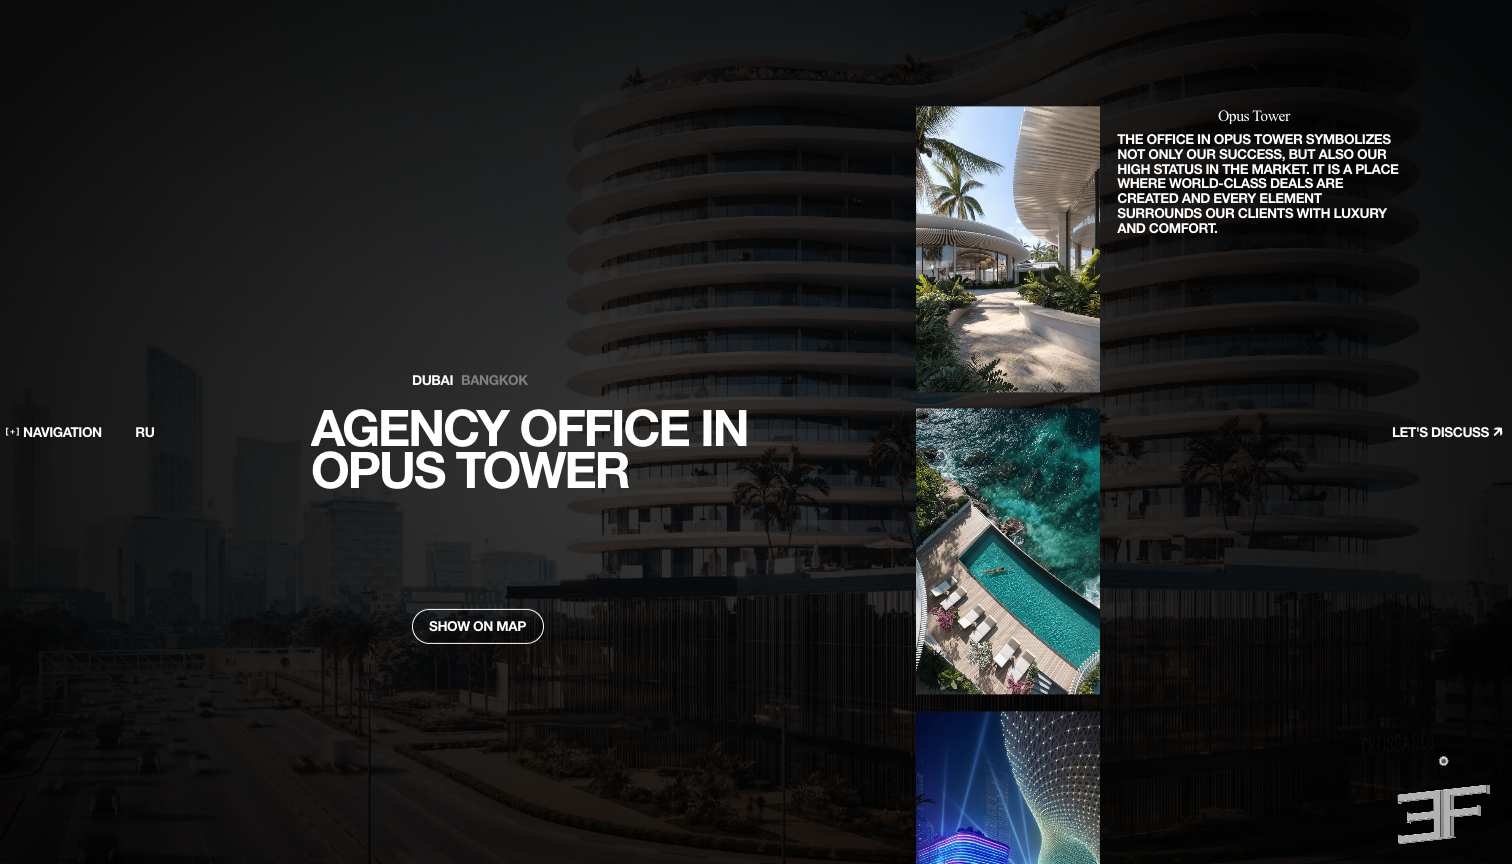 [+] NAVIGATION
RU
DUBAI BANGKOK
AGENCY OFFICE IN
OPUS TOWER
SHOW ON MAP
Opus Tower
THE OFFICE IN OPUS TOWER SYMBOLIZES
NOT ONLY OUR SUCCESS, BUT ALSO OUR
HIGH STATUS IN THE MARKET. IT IS A PLACE
WHERE WORLD-CLASS DEALS ARE
CREATED AND EVERY ELEMENT
SURROUNDS OUR CLIENTS WITH LUXURY
AND COMFORT.
LET'S DISCUSS